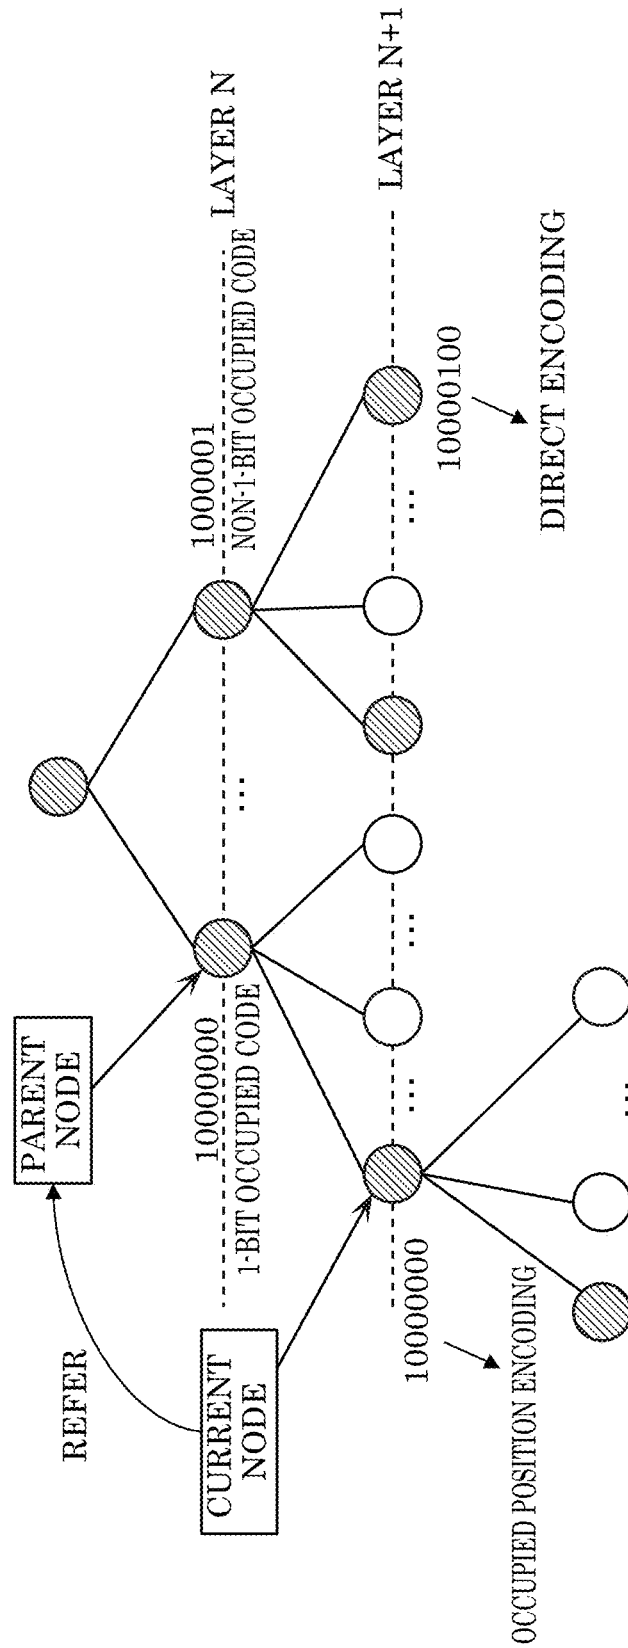 REFER
PARENT
NODE
CURRENT
NODE
10000000
1-BIT OCCUPIED CODE
...
1000001
NON-1-BIT OCCUPIED CODE
LAYER N
10000000
OCCUPIED POSITION ENCODING
...
...
...
10000100
DIRECT ENCODING
LAYER N+1
...